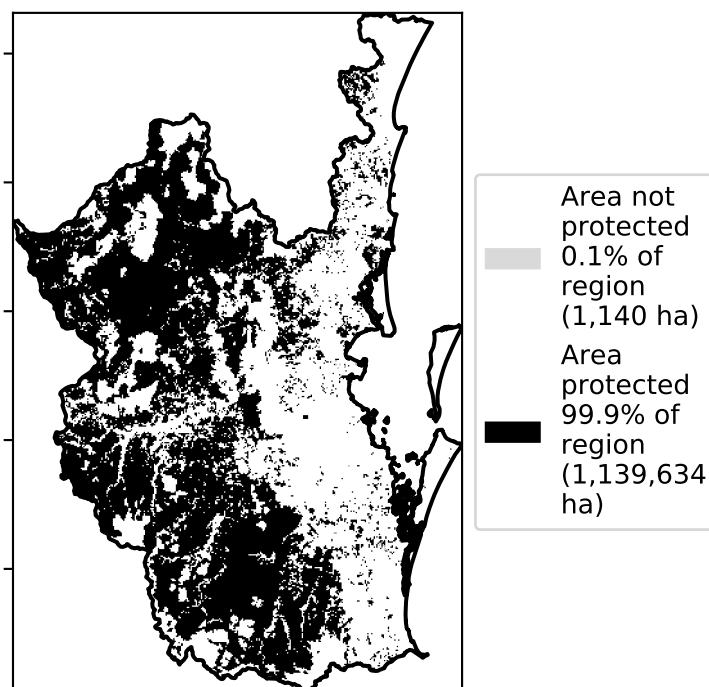 Area not
protected
0.1% of
region
(1,140 ha)
Area
protected
99.9% of
region
(1,139,634
ha)